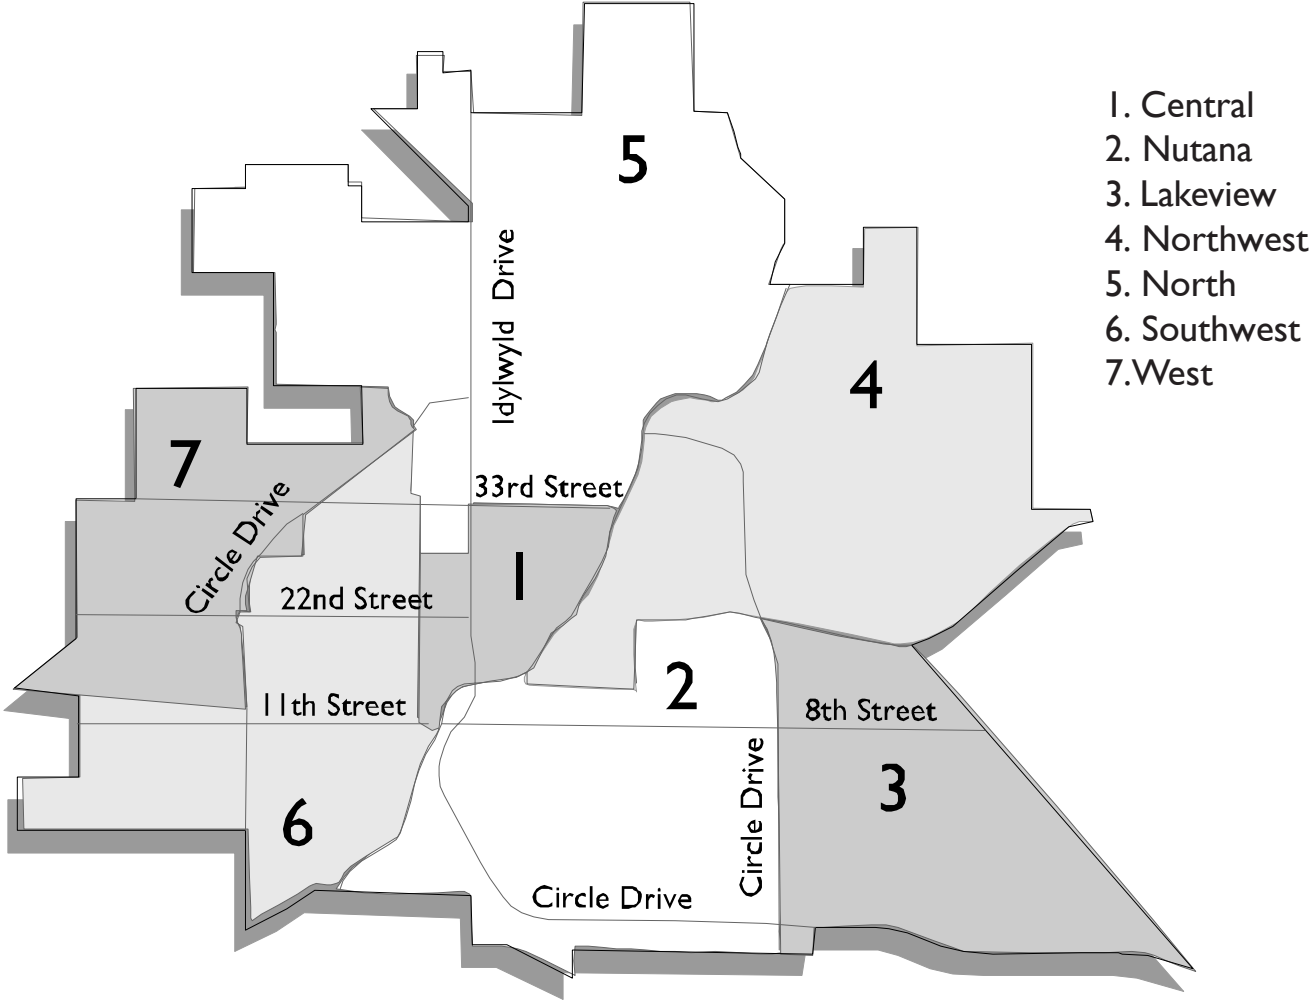 1. Central
2. Nutana
3. Lakeview
4. Northwest
5. North
6. Southwest
7.West
5
Idylwyld Drive
4
7
33rd Street
Circle Drive
1
22nd Street
2
11th Street
8th Street
Circle Drive
3
6
Circle Drive